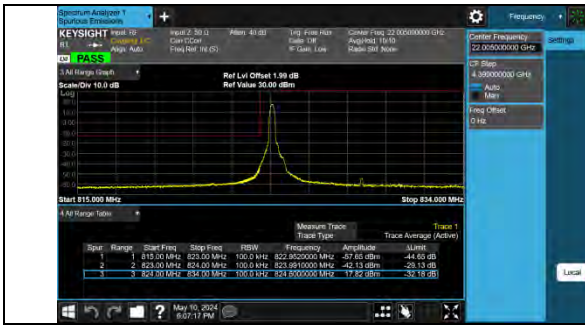 Spectrum Analyzer 1
Spurious Emissions
Frequency
KEYSIGHT
Input: RF
Coupling: DC
Align: Auto
Input Z: 50 Ω
Corr CCorr
Freq Ref: Int (S)
Atten: 40 dB
Trig: Free Run
Gate: Off
IF Gain: Low
Center Freq: 22.005000000 GHz
Avg|Hold: 10/10
Radio Std: None
PASS
Center Frequency
22.005000000 GHz
Settings
CF Step
4.399000000 GHz
Auto
Man
Freq Offset
0 Hz
3 All Range Graph
Scale/Div 10.0 dB
Ref Lvl Offset 1.99 dB
Ref Value 30.00 dBm
Log
Start 815.000 MHz
Stop 834.000 MHz
4 All Range Table
Measure Trace
Trace 1
Trace Type
Trace Average (Active)
Spur Range Start Freq Stop Freq RBW Frequency Amplitude ΔLimit
1 1 815.00 MHz 823.00 MHz 100.0 kHz 822.9520000 MHz -57.65 dBm -44.65 dB
2 2 823.00 MHz 824.00 MHz 100.0 kHz 823.9910000 MHz -42.13 dBm -29.13 dB
3 3 824.00 MHz 834.00 MHz 100.0 kHz 824.8000000 MHz 17.82 dBm -32.18 dB
Local
May 10, 2024
6:07:17 PM